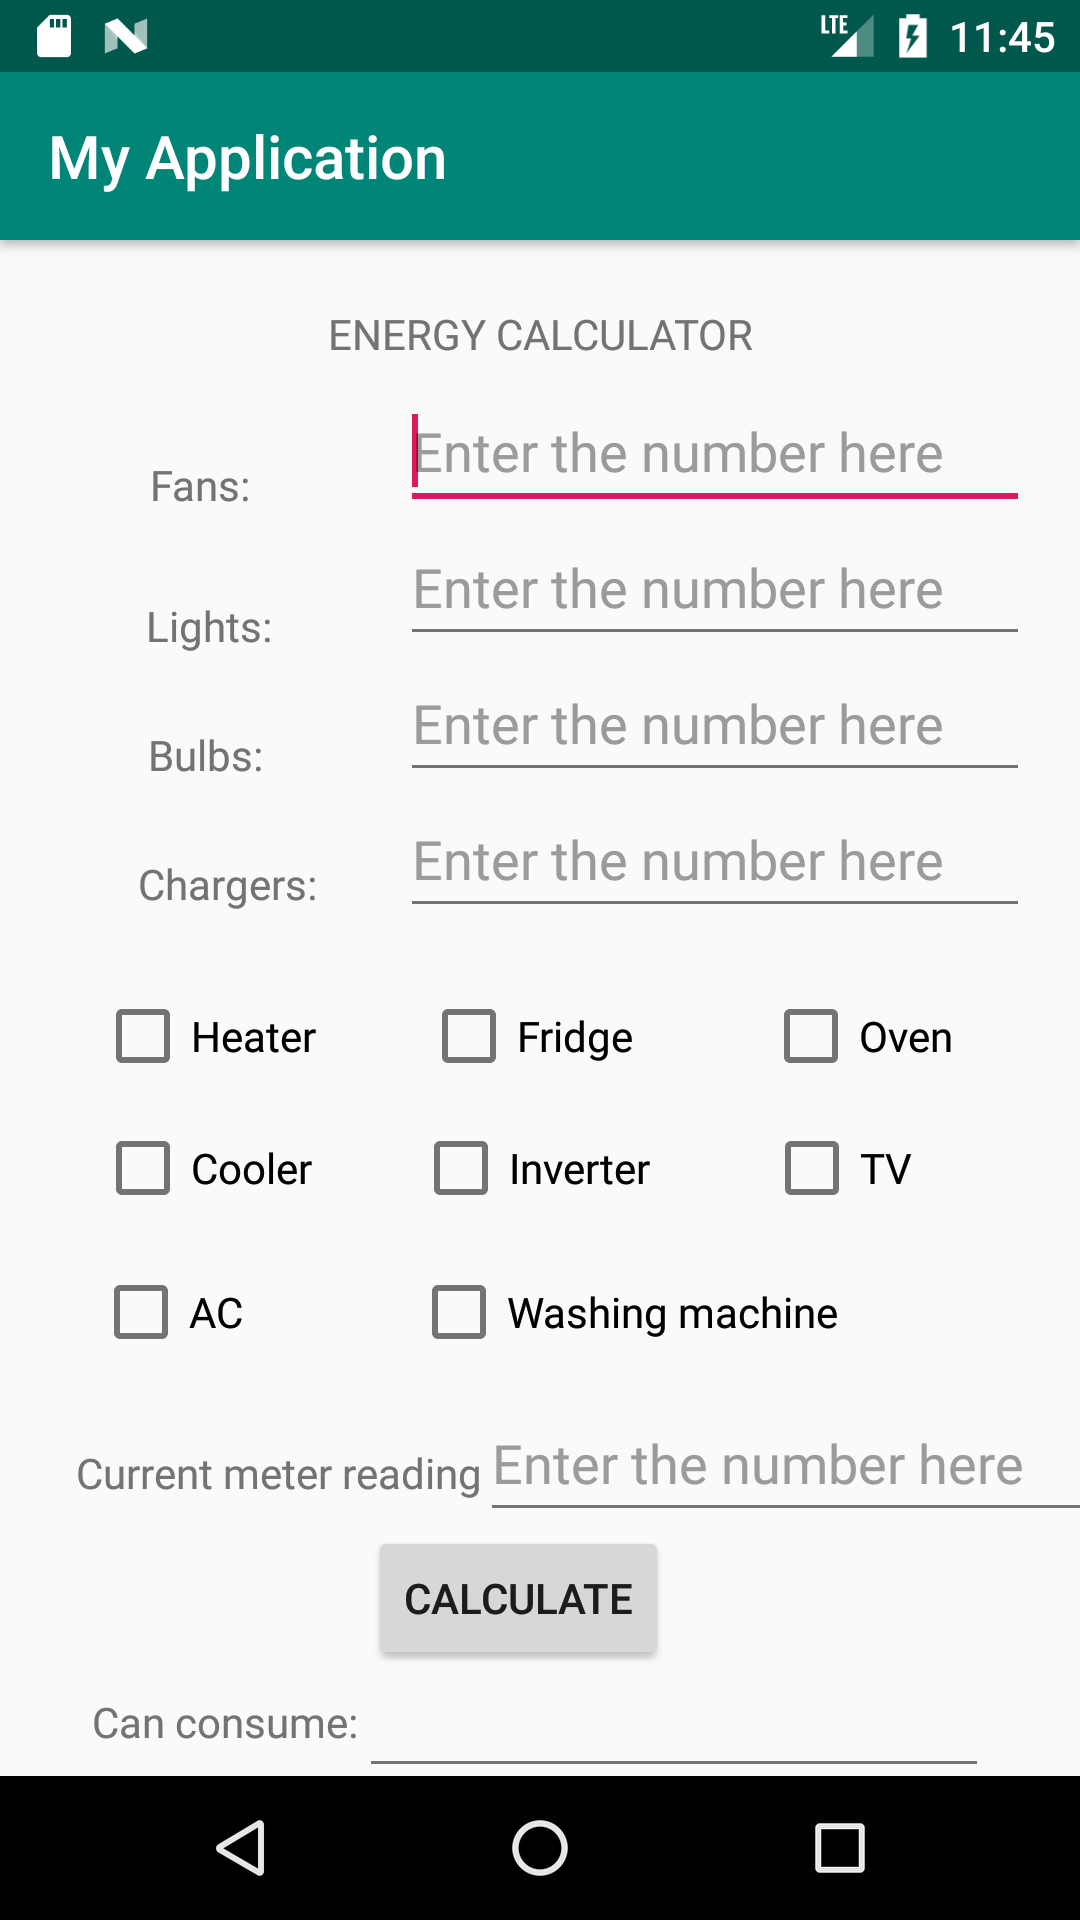 LTE 11:45
My Application
ENERGY CALCULATOR
Fans: Enter the number here
Lights: Enter the number here
Bulbs: Enter the number here
Chargers: Enter the number here
Heater Fridge Oven
Cooler Inverter TV
AC Washing machine
Current meter reading Enter the number here
CALCULATE
Can consume: